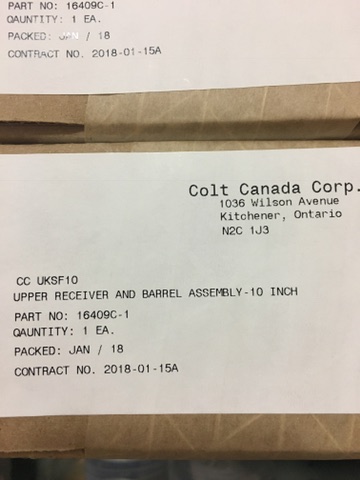 PART NO: 16409C-1
QAUNTITY: 1 EA.
PACKED: JAN / 18
CONTRACT NO. 2018-01-15A
Colt Canada Corp.
1036 Wilson Avenue
Kitchener, Ontario
N2C 1J3
CC UKSF10
UPPER RECEIVER AND BARREL ASSEMBLY-10 INCH
PART NO: 16409C-1
QAUNTITY: 1 EA.
PACKED: JAN / 18
CONTRACT NO. 2018-01-15A